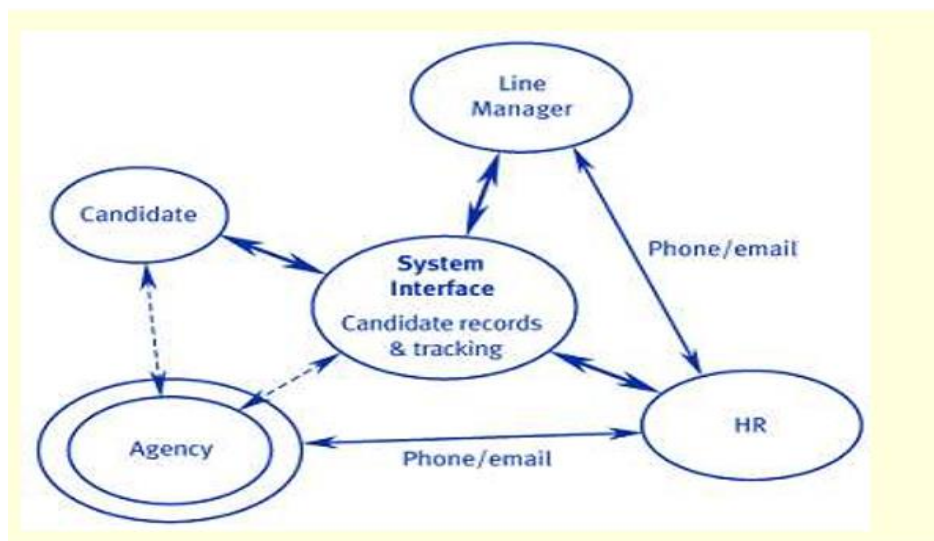 Line
Manager
Candidate
Phone/email
System
Interface
Candidate records
& tracking
HR
Agency
Phone/email